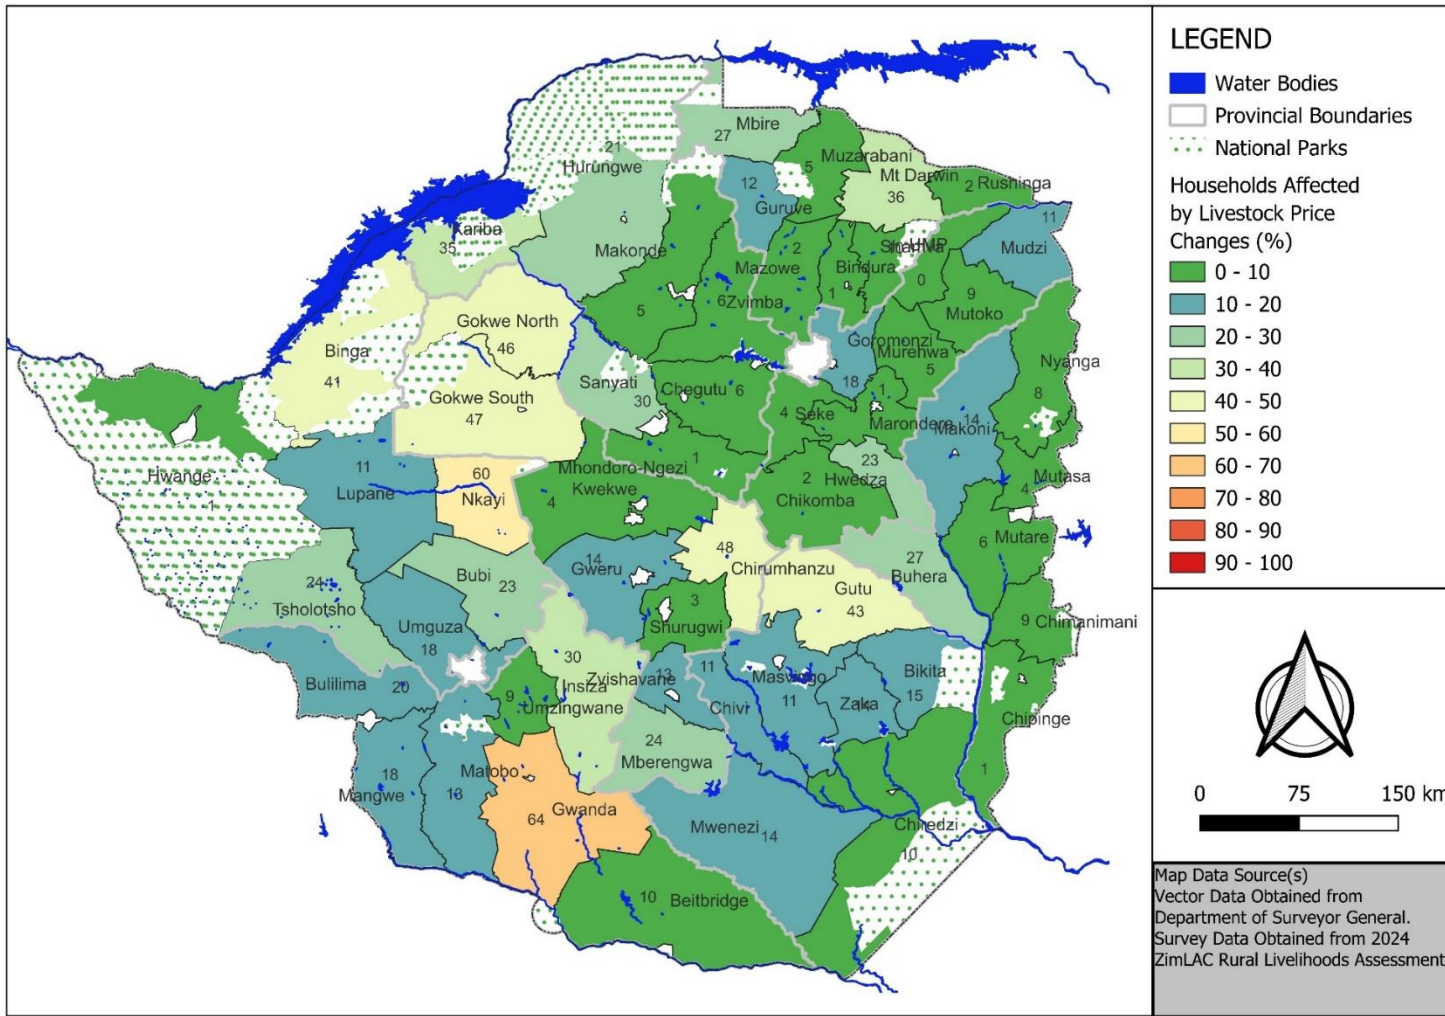 Mbire
27
Muzarabani
5
Mt Darwin
36
Rushinga
2
12
Guruve
21
Hurungwe
Kariba
35
Makonde
5
Mazowe
2
Zvimba
6
Bindura
1
UMP
0
11
Mudzi
9
Mutoko
Gokwe North
46
Binga
41
Gokwe South
47
Sanyati
30
Chegutu
6
Goromonzi
18
Murehwa
5
Nyanga
8
4
Seke
1
Marondera
14
Makoni
Hwange
1
11
Lupane
60
Nkayi
Mhondoro-Ngezi
1
Kwekwe
4
2
Chikomba
23
Hwedza
4
Mutasa
6
Mutare
24
Tsholotsho
Bubi
23
14
Gweru
48
Chirumhanzu
Gutu
43
27
Buhera
Umguza
18
3
Shurugwi
9
Chimanimani
Bulilima
20
9
Umzingwane
30
Insiza
Zvishavane
13
11
Chivi
Masvingo
11
Zaka
14
Bikita
15
Chipinge
1
18
Mangwe
Matobo
13
24
Mberengwa
64
Gwanda
Mwenezi
14
Chiredzi
10
10
Beitbridge
LEGEND
Water Bodies
Provincial Boundaries
National Parks
Households Affected
by Livestock Price
Changes (%)
0 - 10
10 - 20
20 - 30
30 - 40
40 - 50
50 - 60
60 - 70
70 - 80
80 - 90
90 - 100
0 75 150 km
Map Data Source(s)
Vector Data Obtained from
Department of Surveyor General.
Survey Data Obtained from 2024
ZimLAC Rural Livelihoods Assessment